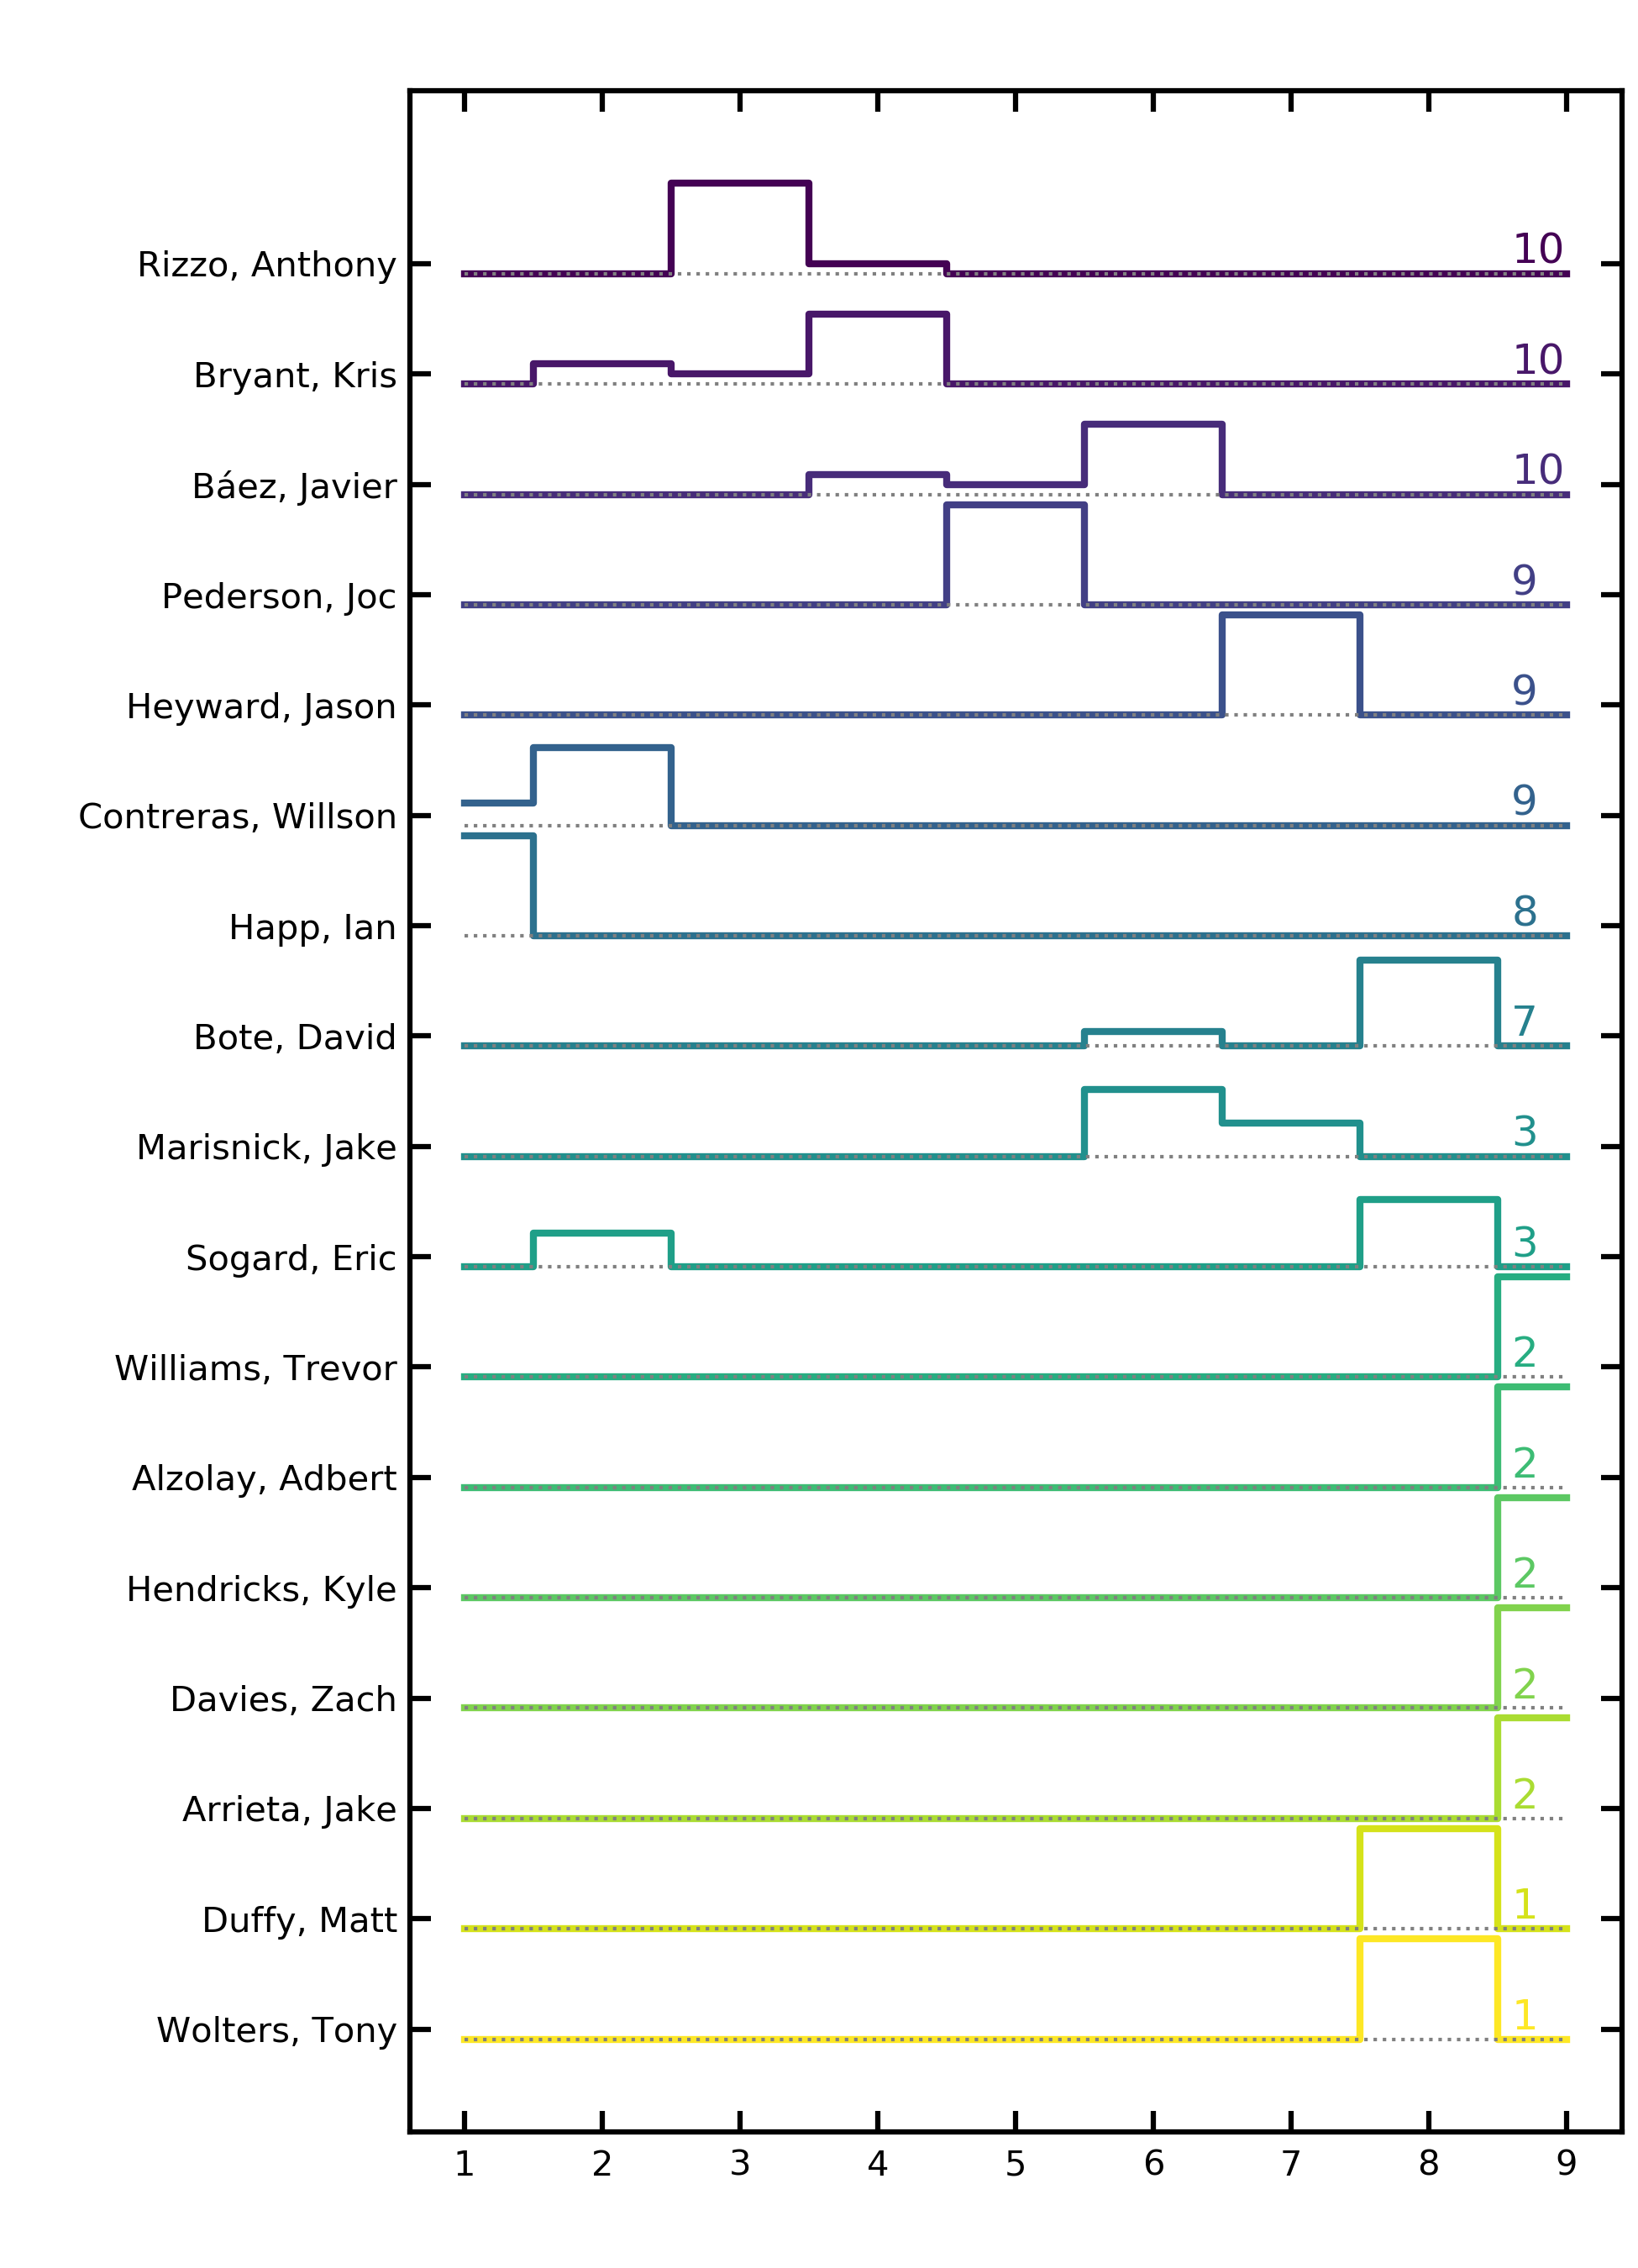 Rizzo, Anthony 10
Bryant, Kris 10
Báez, Javier 10
Pederson, Joc 9
Heyward, Jason 9
Contreras, Willson 9
Happ, Ian 8
Bote, David 7
Marisnick, Jake 3
Sogard, Eric 3
Williams, Trevor 2
Alzolay, Adbert 2
Hendricks, Kyle 2
Davies, Zach 2
Arrieta, Jake 2
Duffy, Matt 1
Wolters, Tony 1
1 2 3 4 5 6 7 8 9